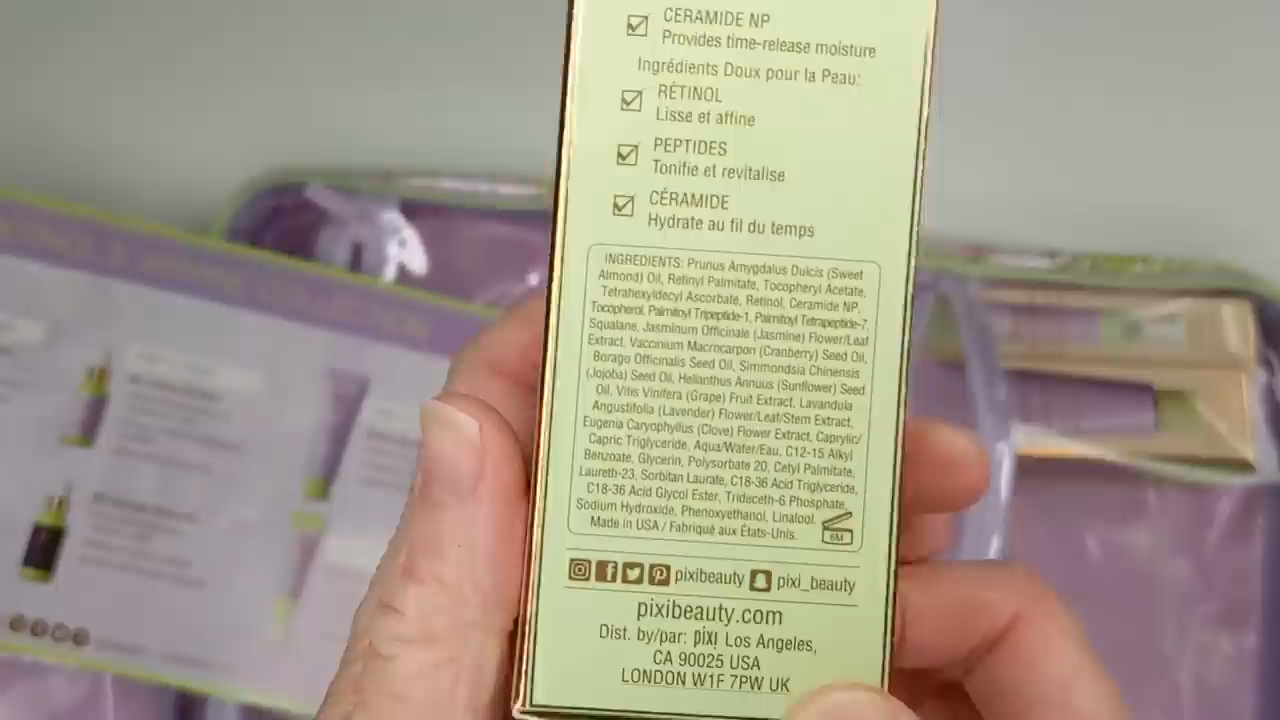 CERAMIDE NP
Provides time-release moisture
Ingrédients Doux pour la Peau:
RÉTINOL
Lisse et affine
PEPTIDES
Tonifie et revitalise
CÉRAMIDE
Hydrate au fil du temps
INGREDIENTS: Prunus Amygdalus Dulcis (Sweet
Almond) Oil, Retinyl Palmitate, Tocopheryl Acetate,
Tetrahexyldecyl Ascorbate, Retinol, Ceramide NP,
Tocopherol, Palmitoyl Tripeptide-1, Palmitoyl Tetrapeptide-7,
Squalane, Jasminum Officinale (Jasmine) Flower/Leaf
Extract, Vaccinium Macrocarpon (Cranberry) Seed Oil,
Borago Officinalis Seed Oil, Simmondsia Chinensis
(Jojoba) Seed Oil, Helianthus Annuus (Sunflower) Seed
Oil, Vitis Vinifera (Grape) Fruit Extract, Lavandula
Angustifolia (Lavender) Flower/Leaf/Stem Extract,
Eugenia Caryophyllus (Clove) Flower Extract, Caprylic/
Capric Triglyceride, Aqua/Water/Eau, C12-15 Alkyl
Benzoate, Glycerin, Polysorbate 20, Cetyl Palmitate,
Laureth-23, Sorbitan Laurate, C18-36 Acid Triglyceride,
C18-36 Acid Glycol Ester, Trideceth-6 Phosphate,
Sodium Hydroxide, Phenoxyethanol, Linalool.
Made in USA / Fabriqué aux États-Unis.
6M
pixibeauty pixi_beauty
pixibeauty.com
Dist. by/par: pixi Los Angeles,
CA 90025 USA
LONDON W1F 7PW UK